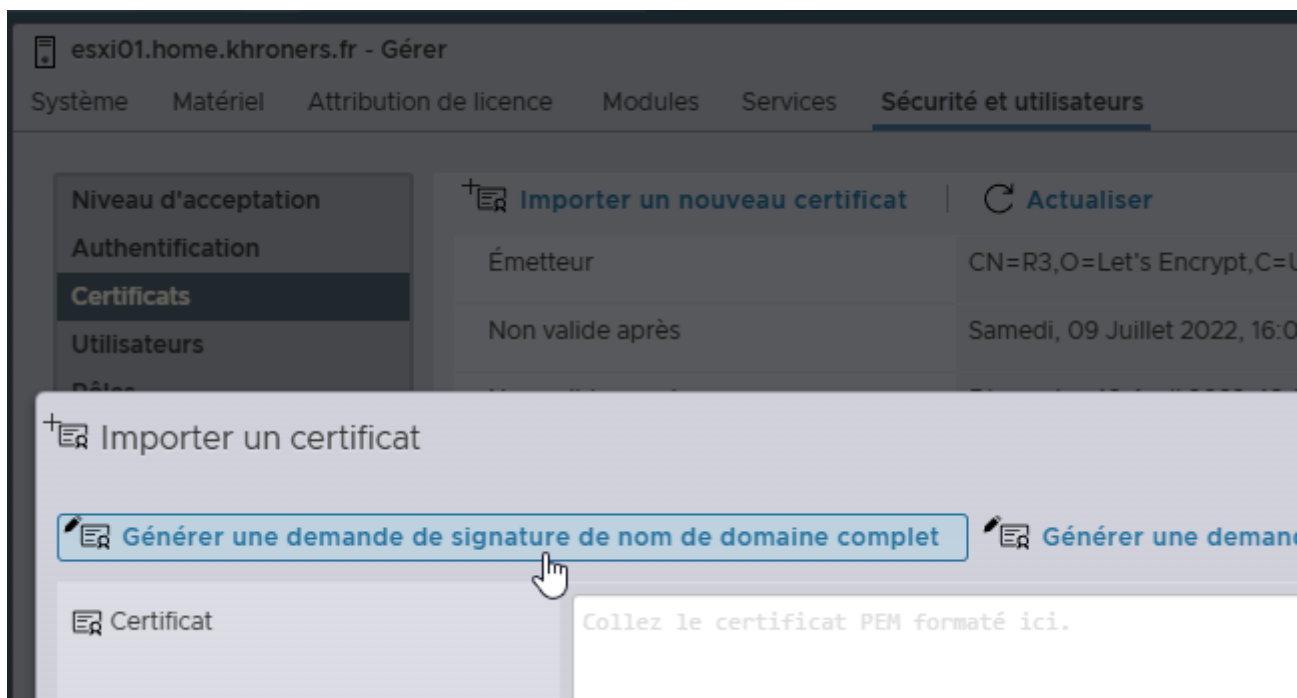 esxi01.home.khroners.fr - Gérer
Système Matériel Attribution de licence Modules Services Sécurité et utilisateurs
Niveau d'acceptation
Importer un nouveau certificat Actualiser
Authentification
Émetteur CN=R3,O=Let's Encrypt,C=U
Certificats
Utilisateurs
Non valide après Samedi, 09 Juillet 2022, 16:0
Importer un certificat
Générer une demande de signature de nom de domaine complet Générer une deman
Certificat Collez le certificat PEM formaté ici.